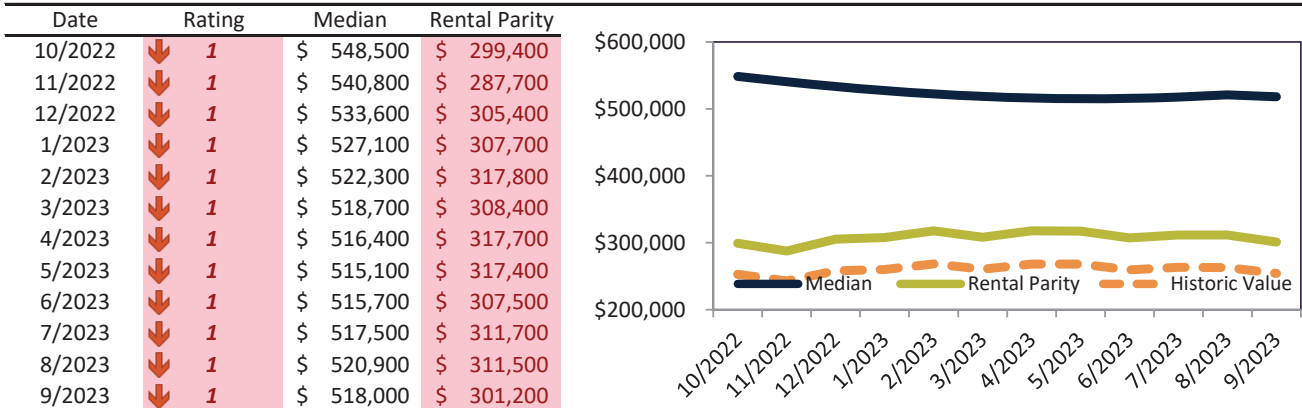 Date Rating Median Rental Parity
10/2022 1 $ 548,500 $ 299,400
11/2022 1 $ 540,800 $ 287,700
12/2022 1 $ 533,600 $ 305,400
1/2023 1 $ 527,100 $ 307,700
2/2023 1 $ 522,300 $ 317,800
3/2023 1 $ 518,700 $ 308,400
4/2023 1 $ 516,400 $ 317,700
5/2023 1 $ 515,100 $ 317,400
6/2023 1 $ 515,700 $ 307,500
7/2023 1 $ 517,500 $ 311,700
8/2023 1 $ 520,900 $ 311,500
9/2023 1 $ 518,000 $ 301,200
$600,000
$500,000
$400,000
$300,000
$200,000
Median Rental Parity Historic Value
10/2022 11/2022 12/2022 1/2023 2/2023 3/2023 4/2023 5/2023 6/2023 7/2023 8/2023 9/2023